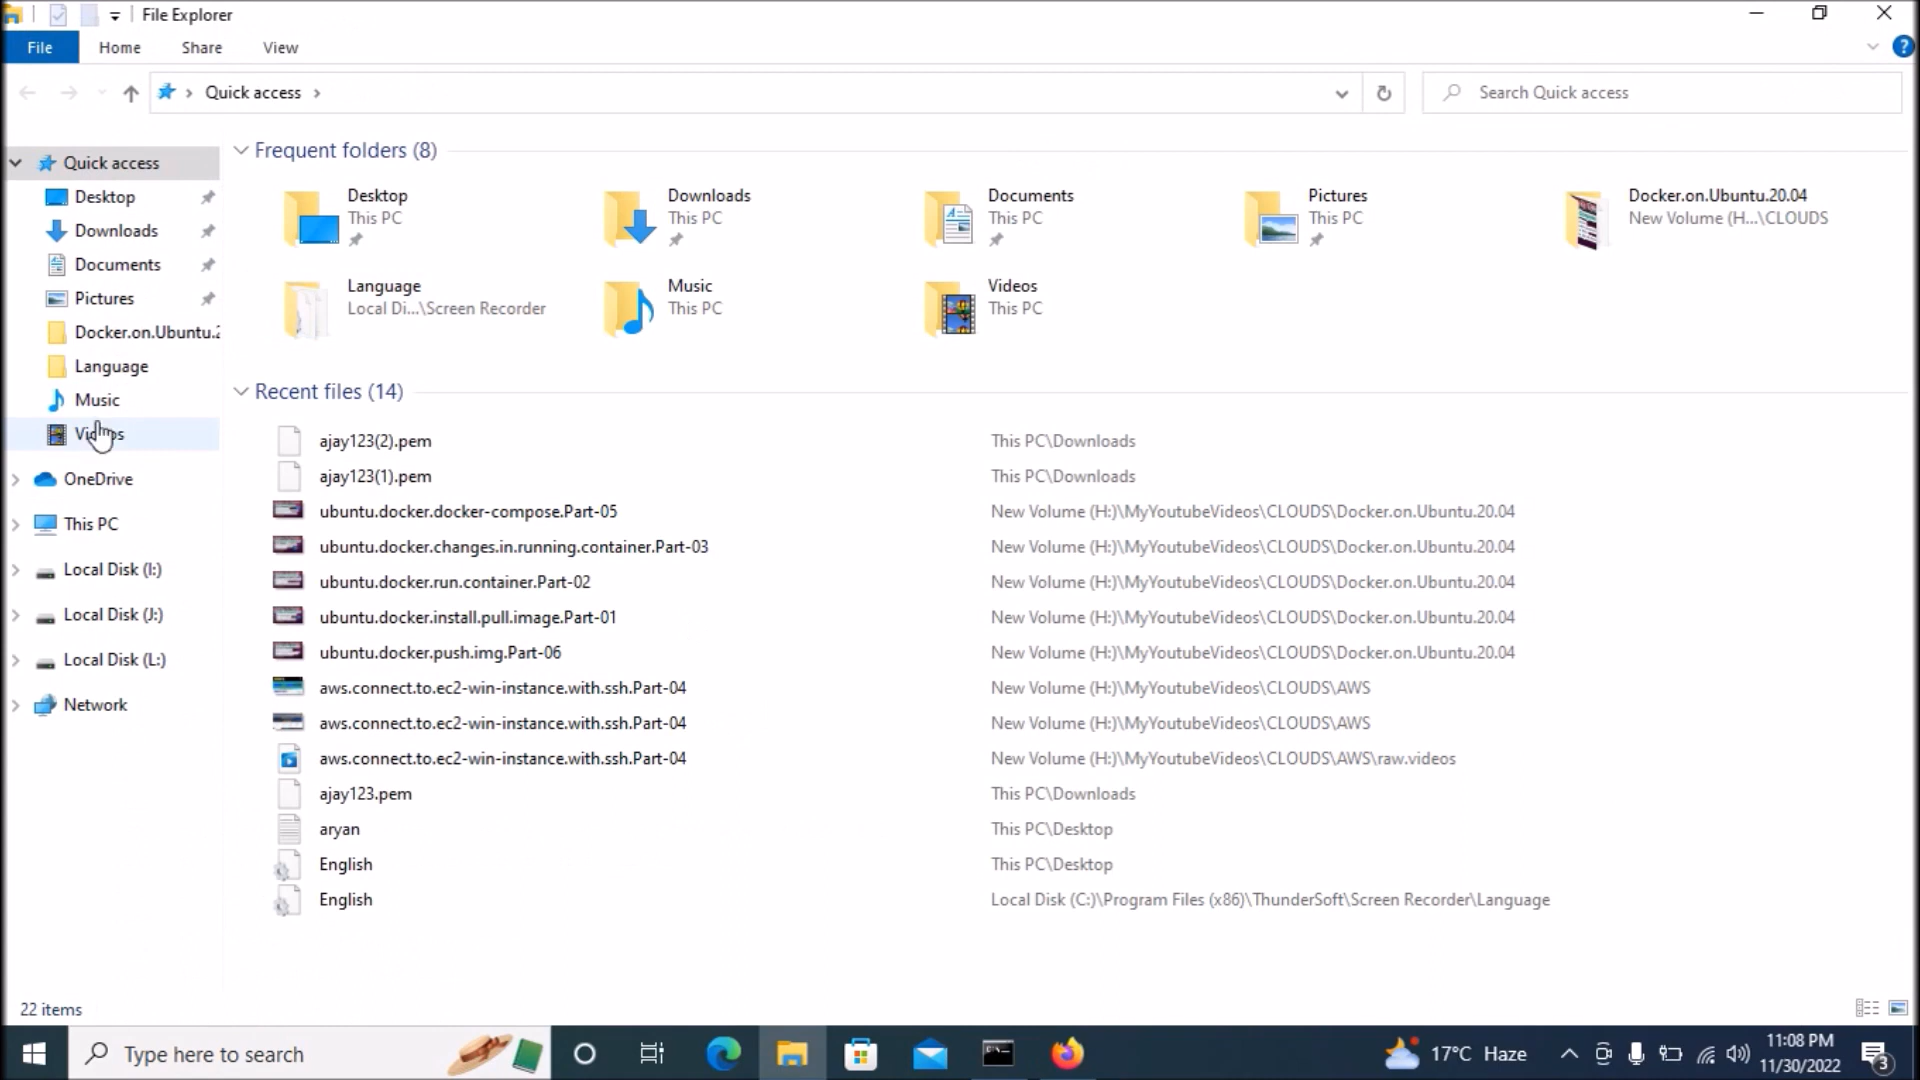 File Explorer
File Home Share View
Quick access
Search Quick access
Quick access
Desktop
Downloads
Documents
Pictures
Docker.on.Ubuntu.2
Language
Music
Videos
OneDrive
This PC
Local Disk (I:)
Local Disk (J:)
Local Disk (L:)
Network
Frequent folders (8)
Desktop
This PC
Downloads
This PC
Documents
This PC
Pictures
This PC
Docker.on.Ubuntu.20.04
New Volume (H...\CLOUDS
Language
Local Di...\Screen Recorder
Music
This PC
Videos
This PC
Recent files (14)
ajay123(2).pem This PC\Downloads
ajay123(1).pem This PC\Downloads
ubuntu.docker.docker-compose.Part-05 New Volume (H:)\MyYoutubeVideos\CLOUDS\Docker.on.Ubuntu.20.04
ubuntu.docker.changes.in.running.container.Part-03 New Volume (H:)\MyYoutubeVideos\CLOUDS\Docker.on.Ubuntu.20.04
ubuntu.docker.run.container.Part-02 New Volume (H:)\MyYoutubeVideos\CLOUDS\Docker.on.Ubuntu.20.04
ubuntu.docker.install.pull.image.Part-01 New Volume (H:)\MyYoutubeVideos\CLOUDS\Docker.on.Ubuntu.20.04
ubuntu.docker.push.img.Part-06 New Volume (H:)\MyYoutubeVideos\CLOUDS\Docker.on.Ubuntu.20.04
aws.connect.to.ec2-win-instance.with.ssh.Part-04 New Volume (H:)\MyYoutubeVideos\CLOUDS\AWS
aws.connect.to.ec2-win-instance.with.ssh.Part-04 New Volume (H:)\MyYoutubeVideos\CLOUDS\AWS
aws.connect.to.ec2-win-instance.with.ssh.Part-04 New Volume (H:)\MyYoutubeVideos\CLOUDS\AWS\raw.videos
ajay123.pem This PC\Downloads
aryan This PC\Desktop
English This PC\Desktop
English Local Disk (C:)\Program Files (x86)\ThunderSoft\Screen Recorder\Language
22 items
Type here to search
17°C Haze
11:08 PM
11/30/2022
3